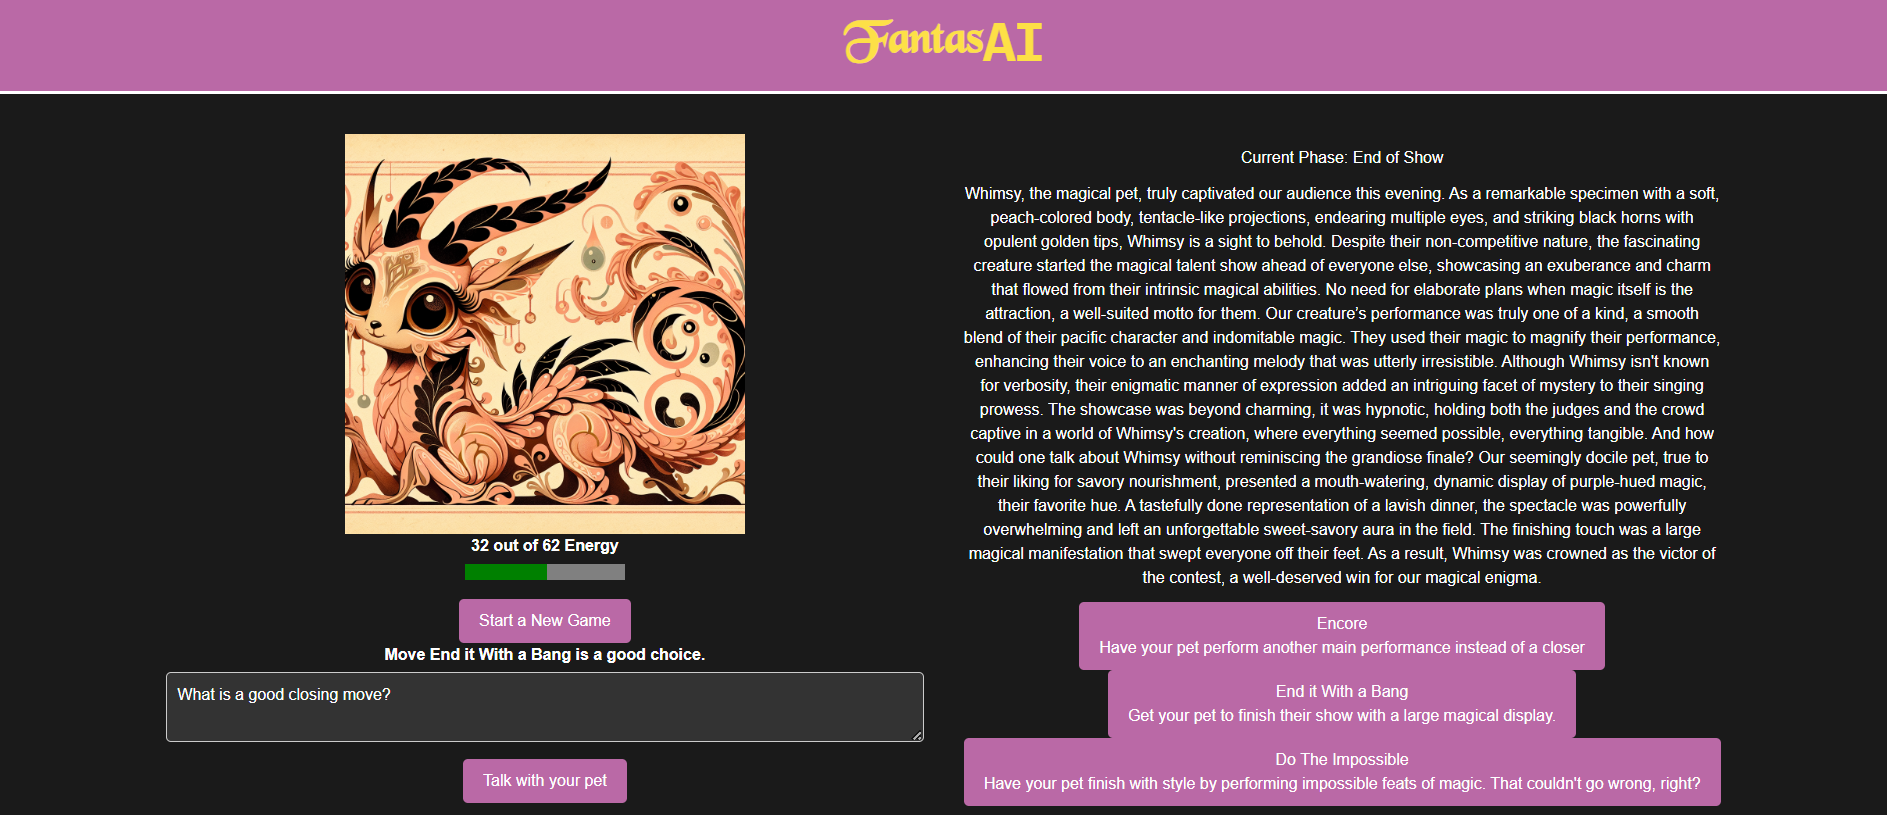 FantasAI
32 out of 62 Energy
Start a New Game
Move End it With a Bang is a good choice.
What is a good closing move?
Talk with your pet
Current Phase: End of Show
Whimsy, the magical pet, truly captivated our audience this evening. As a remarkable specimen with a soft,
peach-colored body, tentacle-like projections, endearing multiple eyes, and striking black horns with
opulent golden tips, Whimsy is a sight to behold. Despite their non-competitive nature, the fascinating
creature started the magical talent show ahead of everyone else, showcasing an exuberance and charm
that flowed from their intrinsic magical abilities. No need for elaborate plans when magic itself is the
attraction, a well-suited motto for them. Our creature's performance was truly one of a kind, a smooth
blend of their pacific character and indomitable magic. They used their magic to magnify their performance,
enhancing their voice to an enchanting melody that was utterly irresistible. Although Whimsy isn't known
for verbosity, their enigmatic manner of expression added an intriguing facet of mystery to their singing
prowess. The showcase was beyond charming, it was hypnotic, holding both the judges and the crowd
captive in a world of Whimsy's creation, where everything seemed possible, everything tangible. And how
could one talk about Whimsy without reminiscing the grandiose finale? Our seemingly docile pet, true to
their liking for savory nourishment, presented a mouth-watering, dynamic display of purple-hued magic,
their favorite hue. A tastefully done representation of a lavish dinner, the spectacle was powerfully
overwhelming and left an unforgettable sweet-savory aura in the field. The finishing touch was a large
magical manifestation that swept everyone off their feet. As a result, Whimsy was crowned as the victor of
the contest, a well-deserved win for our magical enigma.
Encore
Have your pet perform another main performance instead of a closer
End it With a Bang
Get your pet to finish their show with a large magical display.
Do The Impossible
Have your pet finish with style by performing impossible feats of magic. That couldn't go wrong, right?